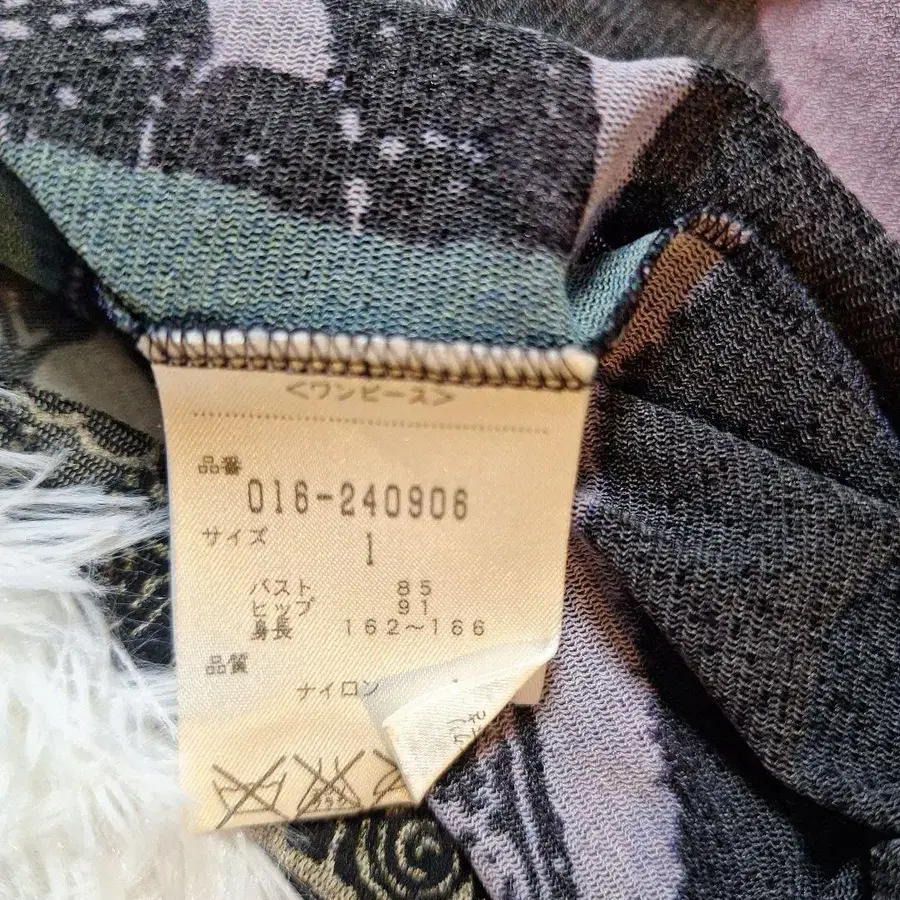 <ワンピース>
品番
016-240906
サイズ 1
バスト 85
ヒップ 91
身長 162~166
品質
ナイロン